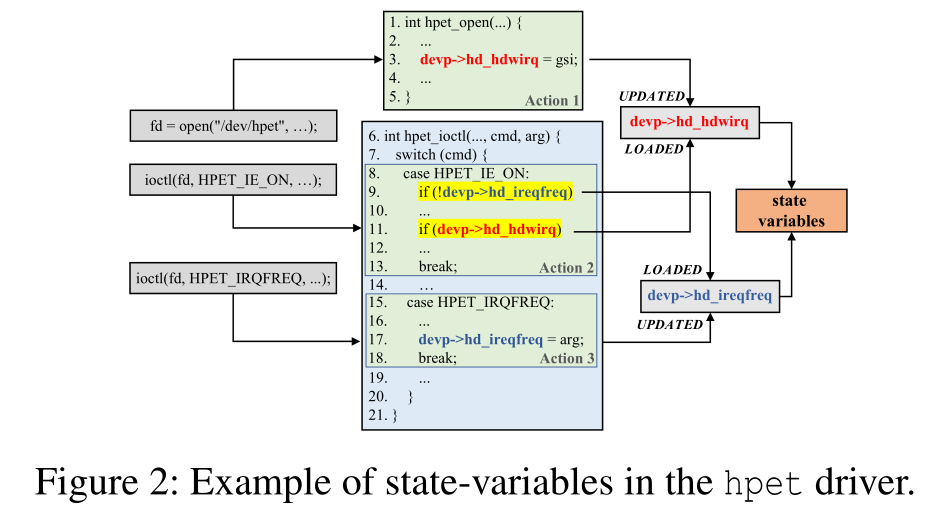 1. int hpet_open(...) {
2. ...
3. devp->hd_hdwirq = gsi;
4. ...
5. }
Action 1
fd = open("/dev/hpet", …);
ioctl(fd, HPET_IE_ON, …);
ioctl(fd, HPET_IRQFREQ, ...);
6. int hpet_ioctl(..., cmd, arg) {
7. switch (cmd) {
8. case HPET_IE_ON:
9. if (!devp->hd_ireqfreq)
10. ...
11. if (devp->hd_hdwirq)
12. ...
13. break;
Action 2
14. …
15. case HPET_IRQFREQ:
16. ...
17. devp->hd_ireqfreq = arg;
18. break;
Action 3
19. ...
20. }
21. }
UPDATED
devp->hd_hdwirq
LOADED
state
variables
LOADED
devp->hd_ireqfreq
UPDATED
Figure 2: Example of state-variables in the hpet driver.